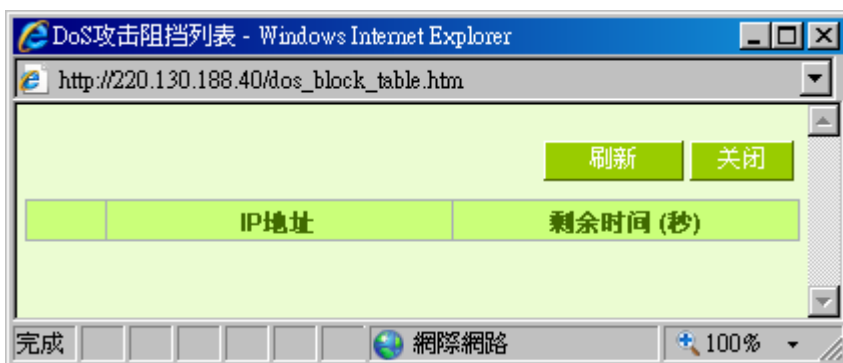 DoS攻击阻挡列表 - Windows Internet Explorer
http://220.130.188.40/dos_block_table.htm
刷新 关闭
IP地址 剩余时间 (秒)
完成 網際網路 100%